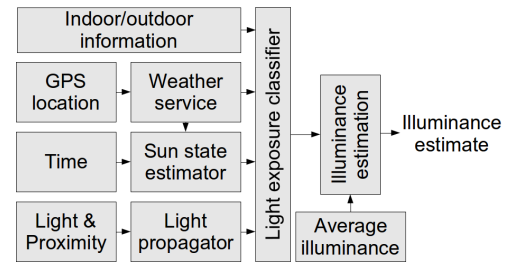 Indoor/outdoor
information
GPS
location
Weather
service
Time
Sun state
estimator
Light &
Proximity
Light
propagator
Light exposure classifier
Illuminance
estimation
Average
illuminance
Illuminance
estimate